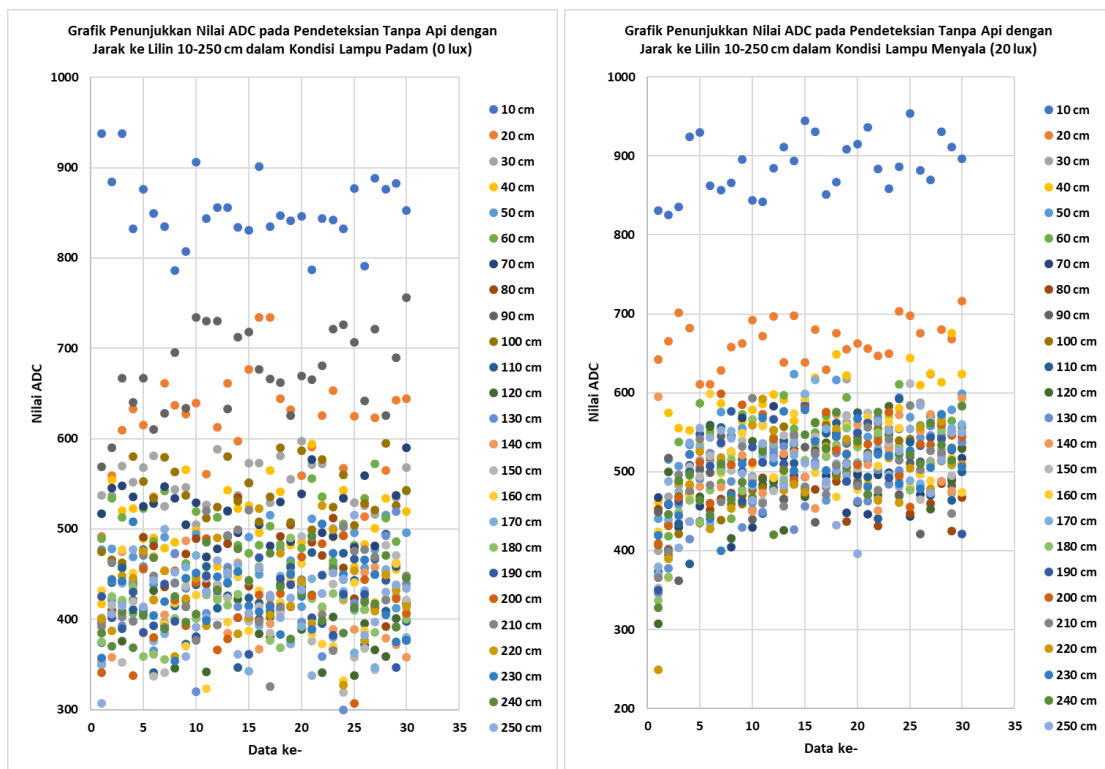 Grafik Penunjukkan Nilai ADC pada Pendeteksian Tanpa Api dengan
Jarak ke Lilin 10-250 cm dalam Kondisi Lampu Padam (0 lux)
1000
900
800
700
600
500
400
300
Nilai ADC
0 5 10 15 20 25 30 35
Data ke-
10 cm
20 cm
30 cm
40 cm
50 cm
60 cm
70 cm
80 cm
90 cm
100 cm
110 cm
120 cm
130 cm
140 cm
150 cm
160 cm
170 cm
180 cm
190 cm
200 cm
210 cm
220 cm
230 cm
240 cm
250 cm
Grafik Penunjukkan Nilai ADC pada Pendeteksian Tanpa Api dengan
Jarak ke Lilin 10-250 cm dalam Kondisi Lampu Menyala (20 lux)
1000
900
800
700
600
500
400
300
200
Nilai ADC
0 5 10 15 20 25 30 35
Data ke-
10 cm
20 cm
30 cm
40 cm
50 cm
60 cm
70 cm
80 cm
90 cm
100 cm
110 cm
120 cm
130 cm
140 cm
150 cm
160 cm
170 cm
180 cm
190 cm
200 cm
210 cm
220 cm
230 cm
240 cm
250 cm